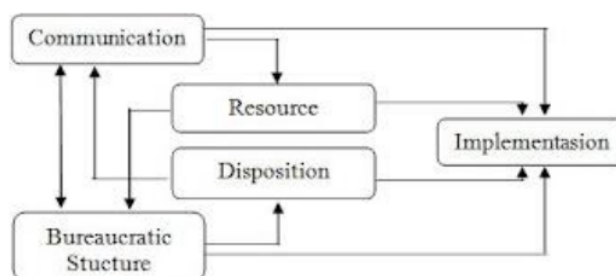 Communication
Resource
Implementasion
Disposition
Bureaucratic
Stucture